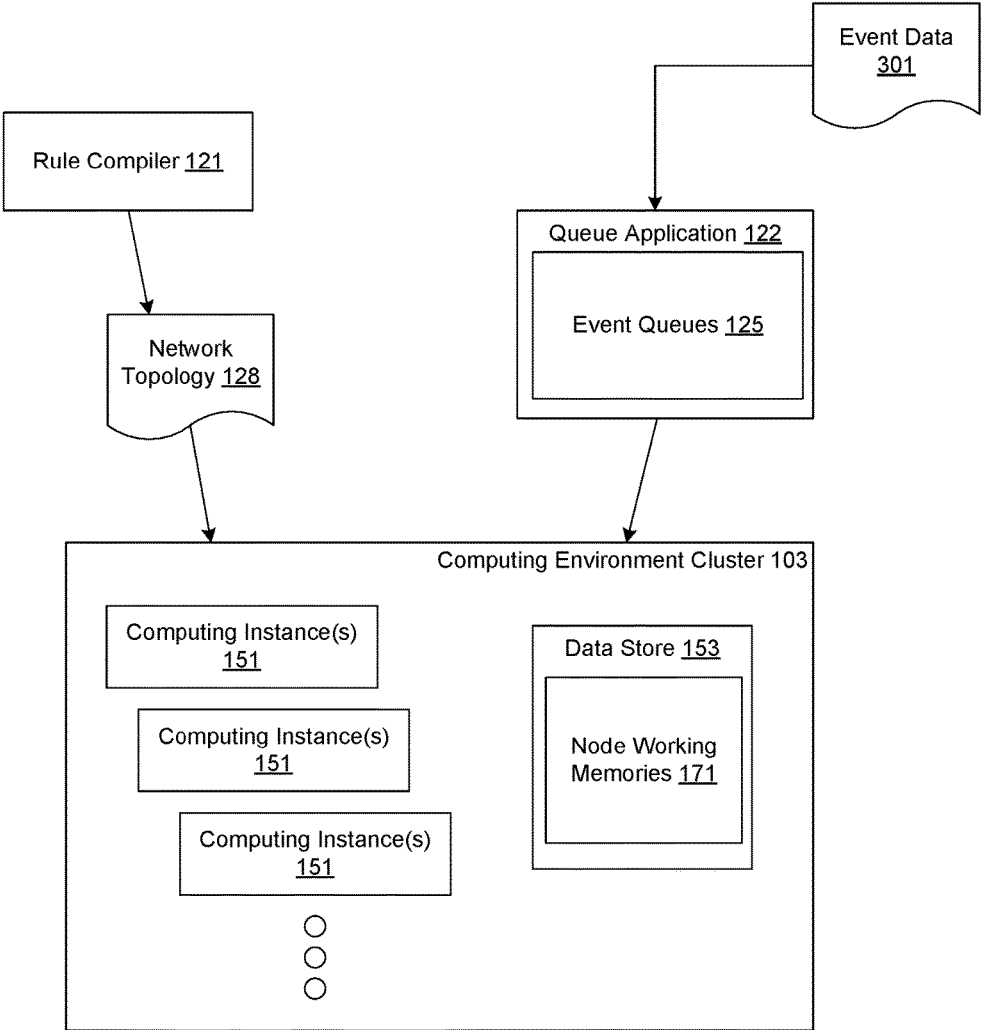 Event Data
301
Rule Compiler 121
Queue Application 122
Event Queues 125
Network
Topology 128
Computing Environment Cluster 103
Computing Instance(s)
151
Computing Instance(s)
151
Computing Instance(s)
151
Data Store 153
Node Working
Memories 171